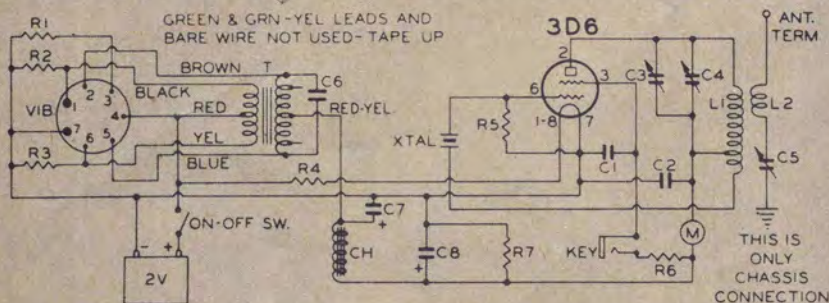 GREEN & GRN-YEL LEADS AND
BARE WIRE NOT USED-TAPE UP
3D6
ANT.
TERM.
R1
R2
R3
VIB
1
2
3
4
5
6
7
BROWN
BLACK
RED
YEL
BLUE
T
C6
RED-YEL.
R4
ON-OFF SW.
- +
2V
C7
+
CH
C8
+
R7
XTAL
R5
2
6
3
1-8
7
C1
C2
C3
C4
L1
L2
C5
KEY
R6
M
THIS IS
ONLY
CHASSIS
CONNECTION